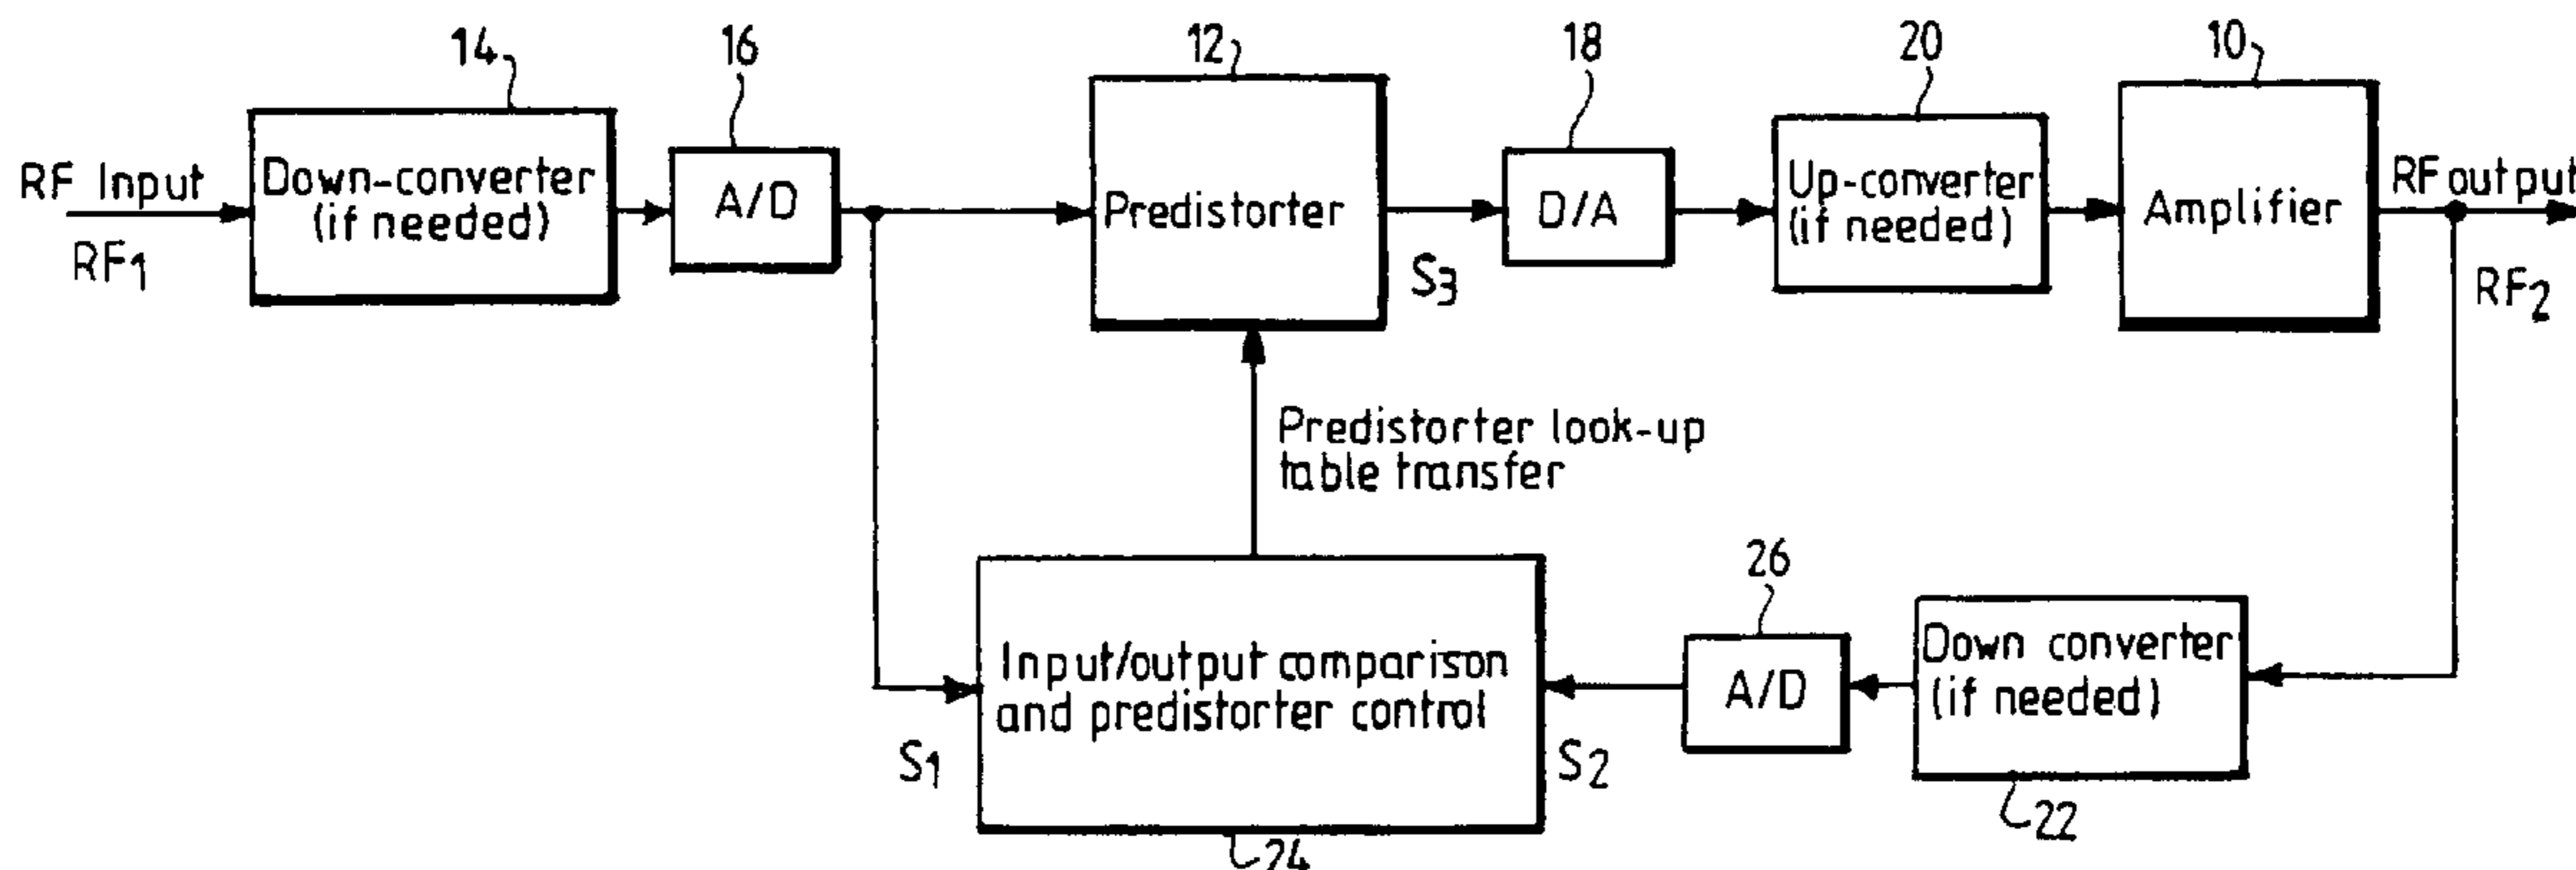 14
16
12
18
20
10
RF Input
RF1
Down-converter
(if needed)
A/D
Predistorter
S3
D/A
Up-converter
(if needed)
Amplifier
RF output
RF2
Predistorter look-up
table transfer
Input/output comparison
and predistorter control
S1
S2
26
A/D
Down converter
(if needed)
22
24